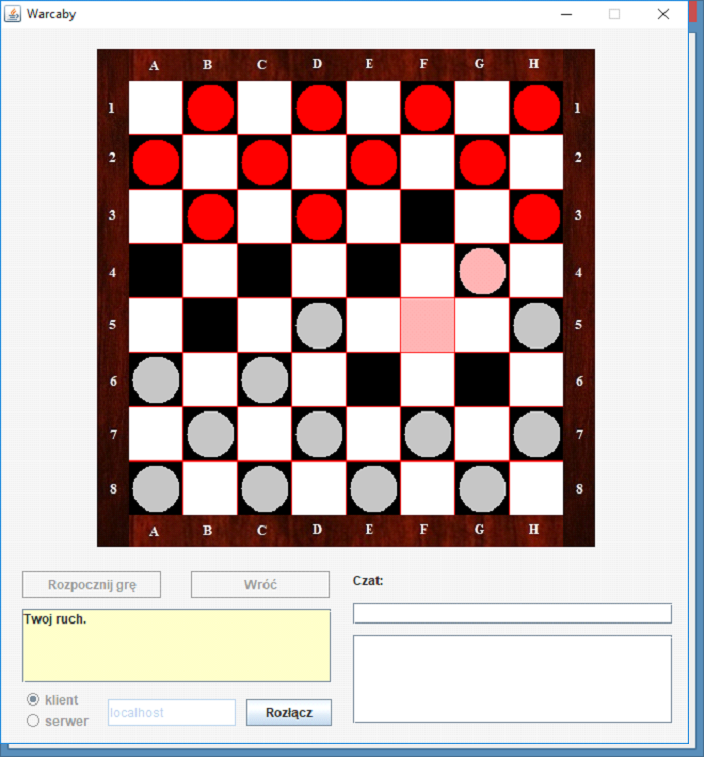 Warcaby
A B C D E F G H
1 1
2 2
3 3
4 4
5 5
6 6
7 7
8 8
A B C D E F G H
Rozpocznij grę Wróć Czat:
Twoj ruch.
klient
localhost Rozłącz
serwer